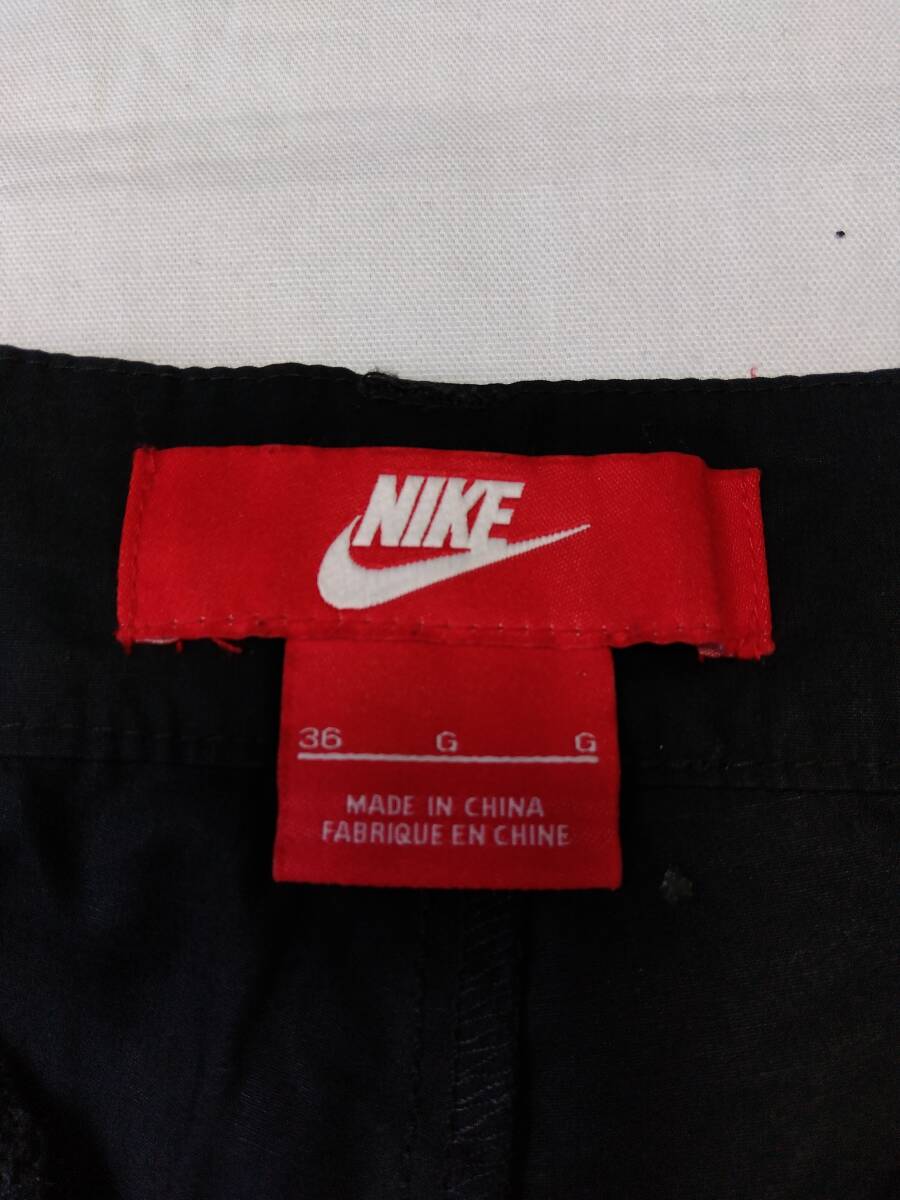 NIKE
36 G G
MADE IN CHINA
FABRIQUE EN CHINE